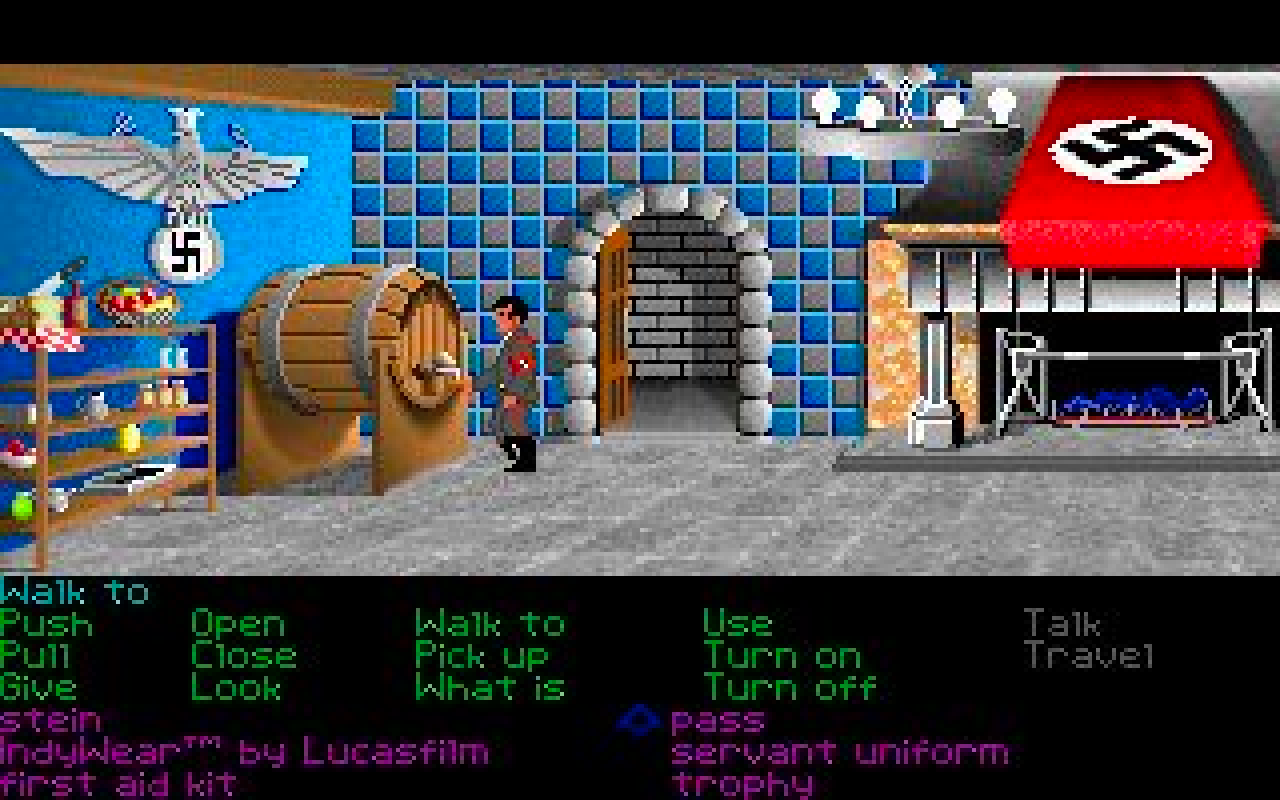 Walk to
Push Open Walk to Use Talk
Pull Close Pick up Turn on Travel
Give Look What is Turn off
stein pass
IndyWear™ by Lucasfilm servant uniform
first aid kit trophy